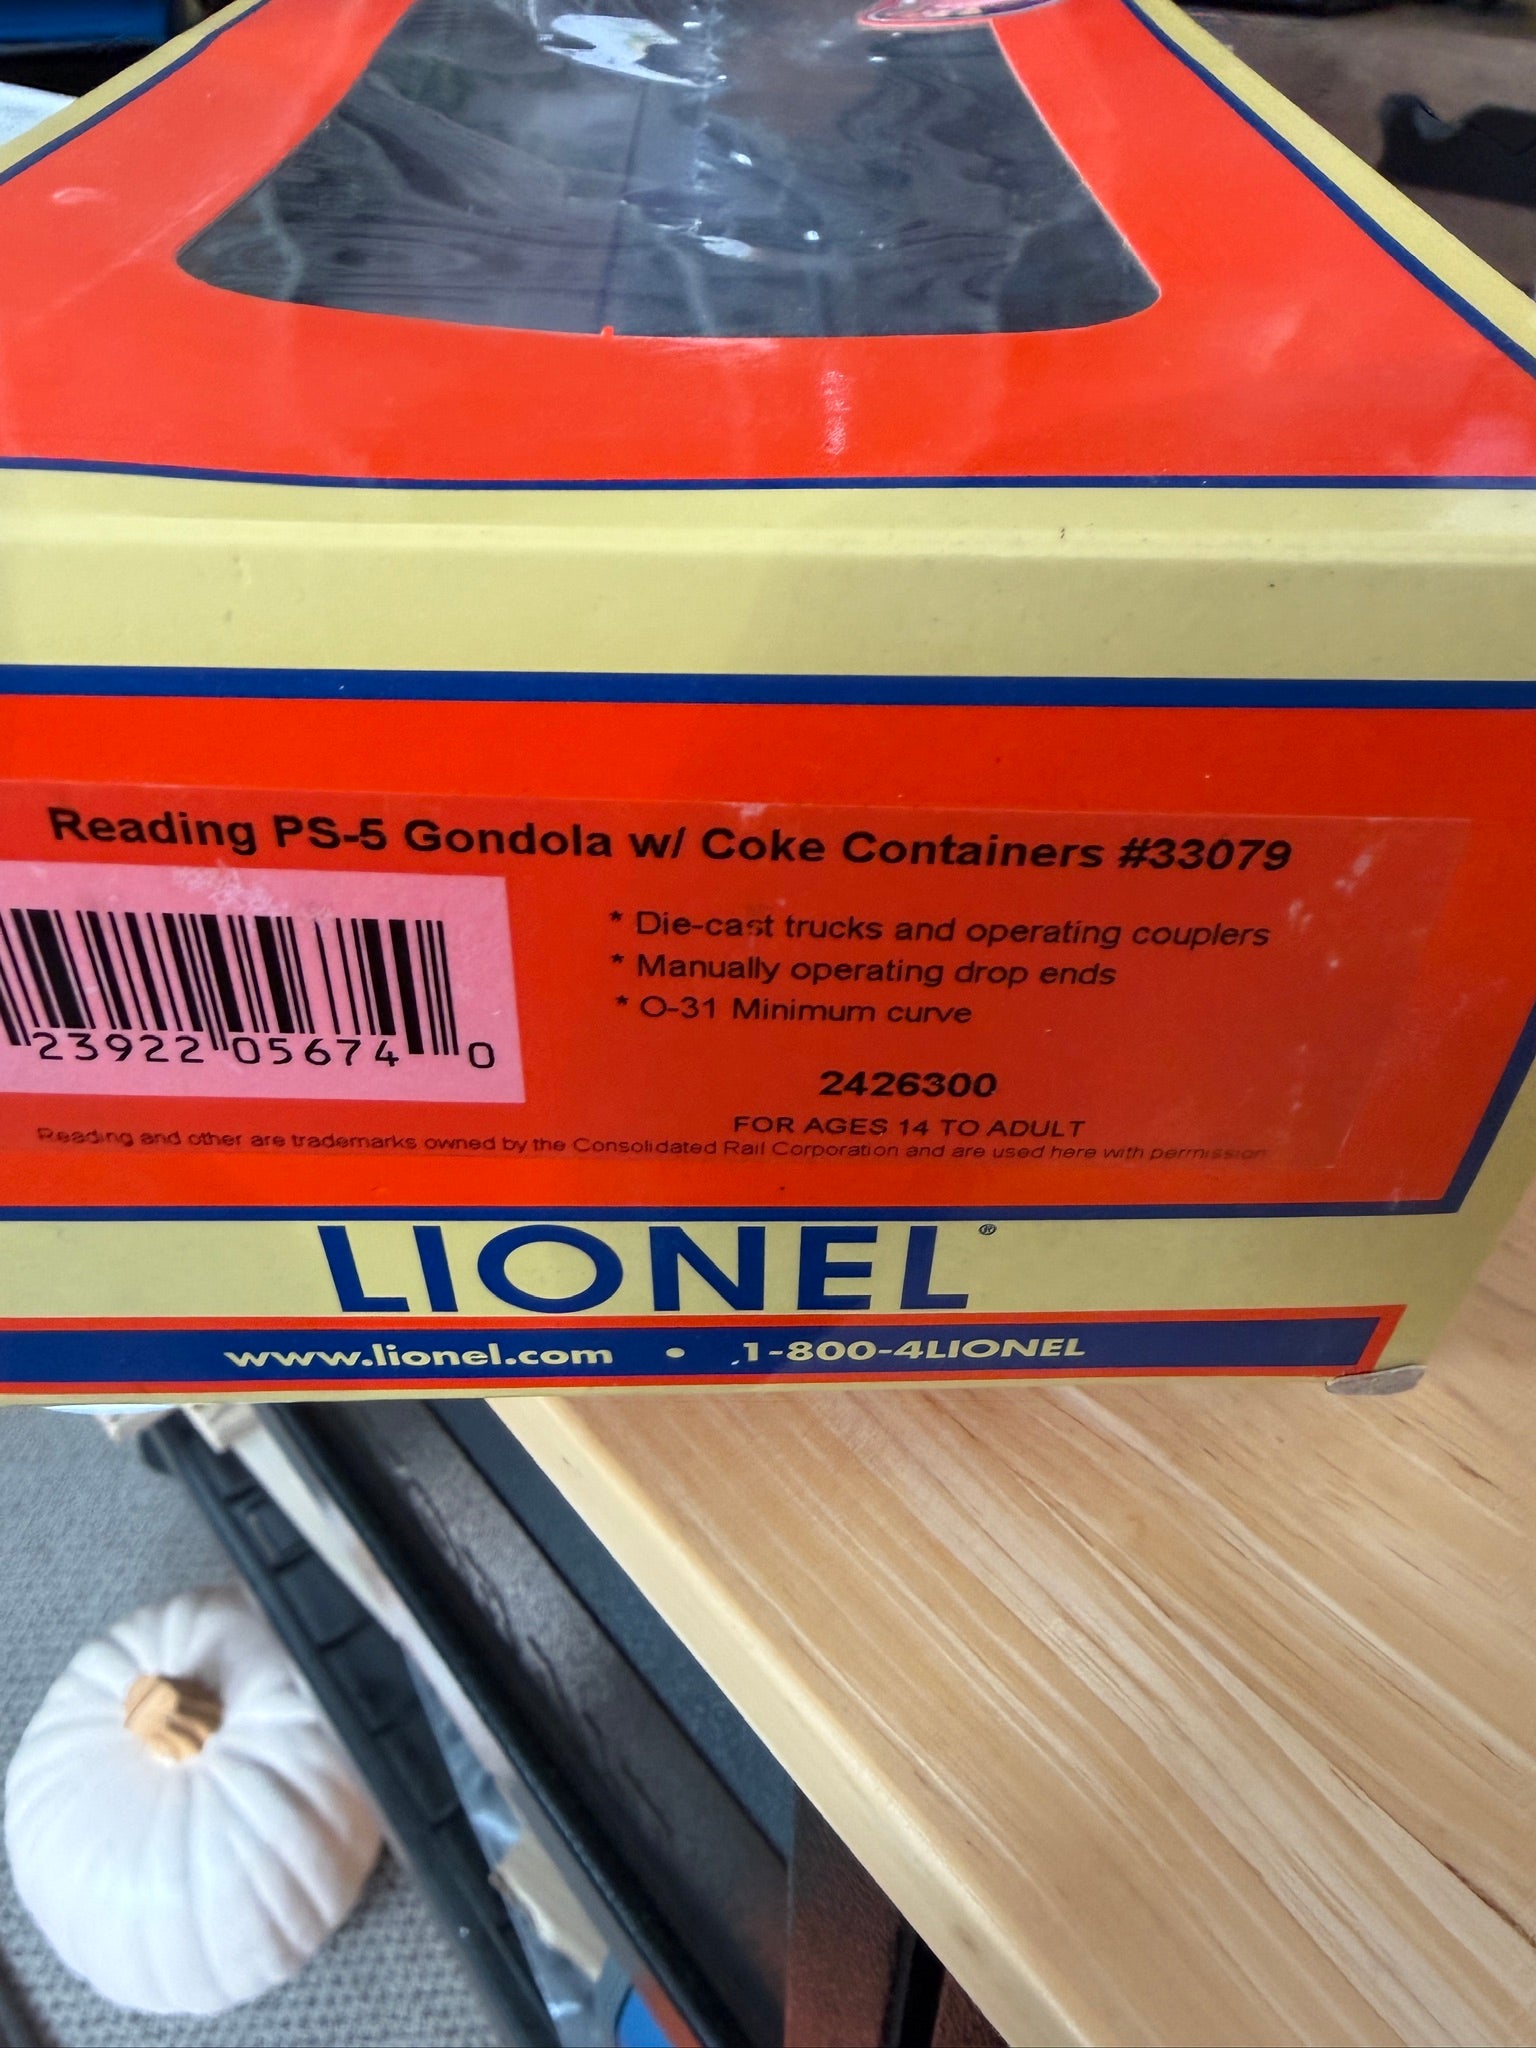 Reading PS-5 Gondola w/ Coke Containers #33079
* Die-cast trucks and operating couplers
* Manually operating drop ends
* O-31 Minimum curve
23922 05674 0
2426300
FOR AGES 14 TO ADULT
Reading and other are trademarks owned by the Consolidated Rail Corporation and are used here with permission
LIONEL®
www.lionel.com • 1-800-4LIONEL